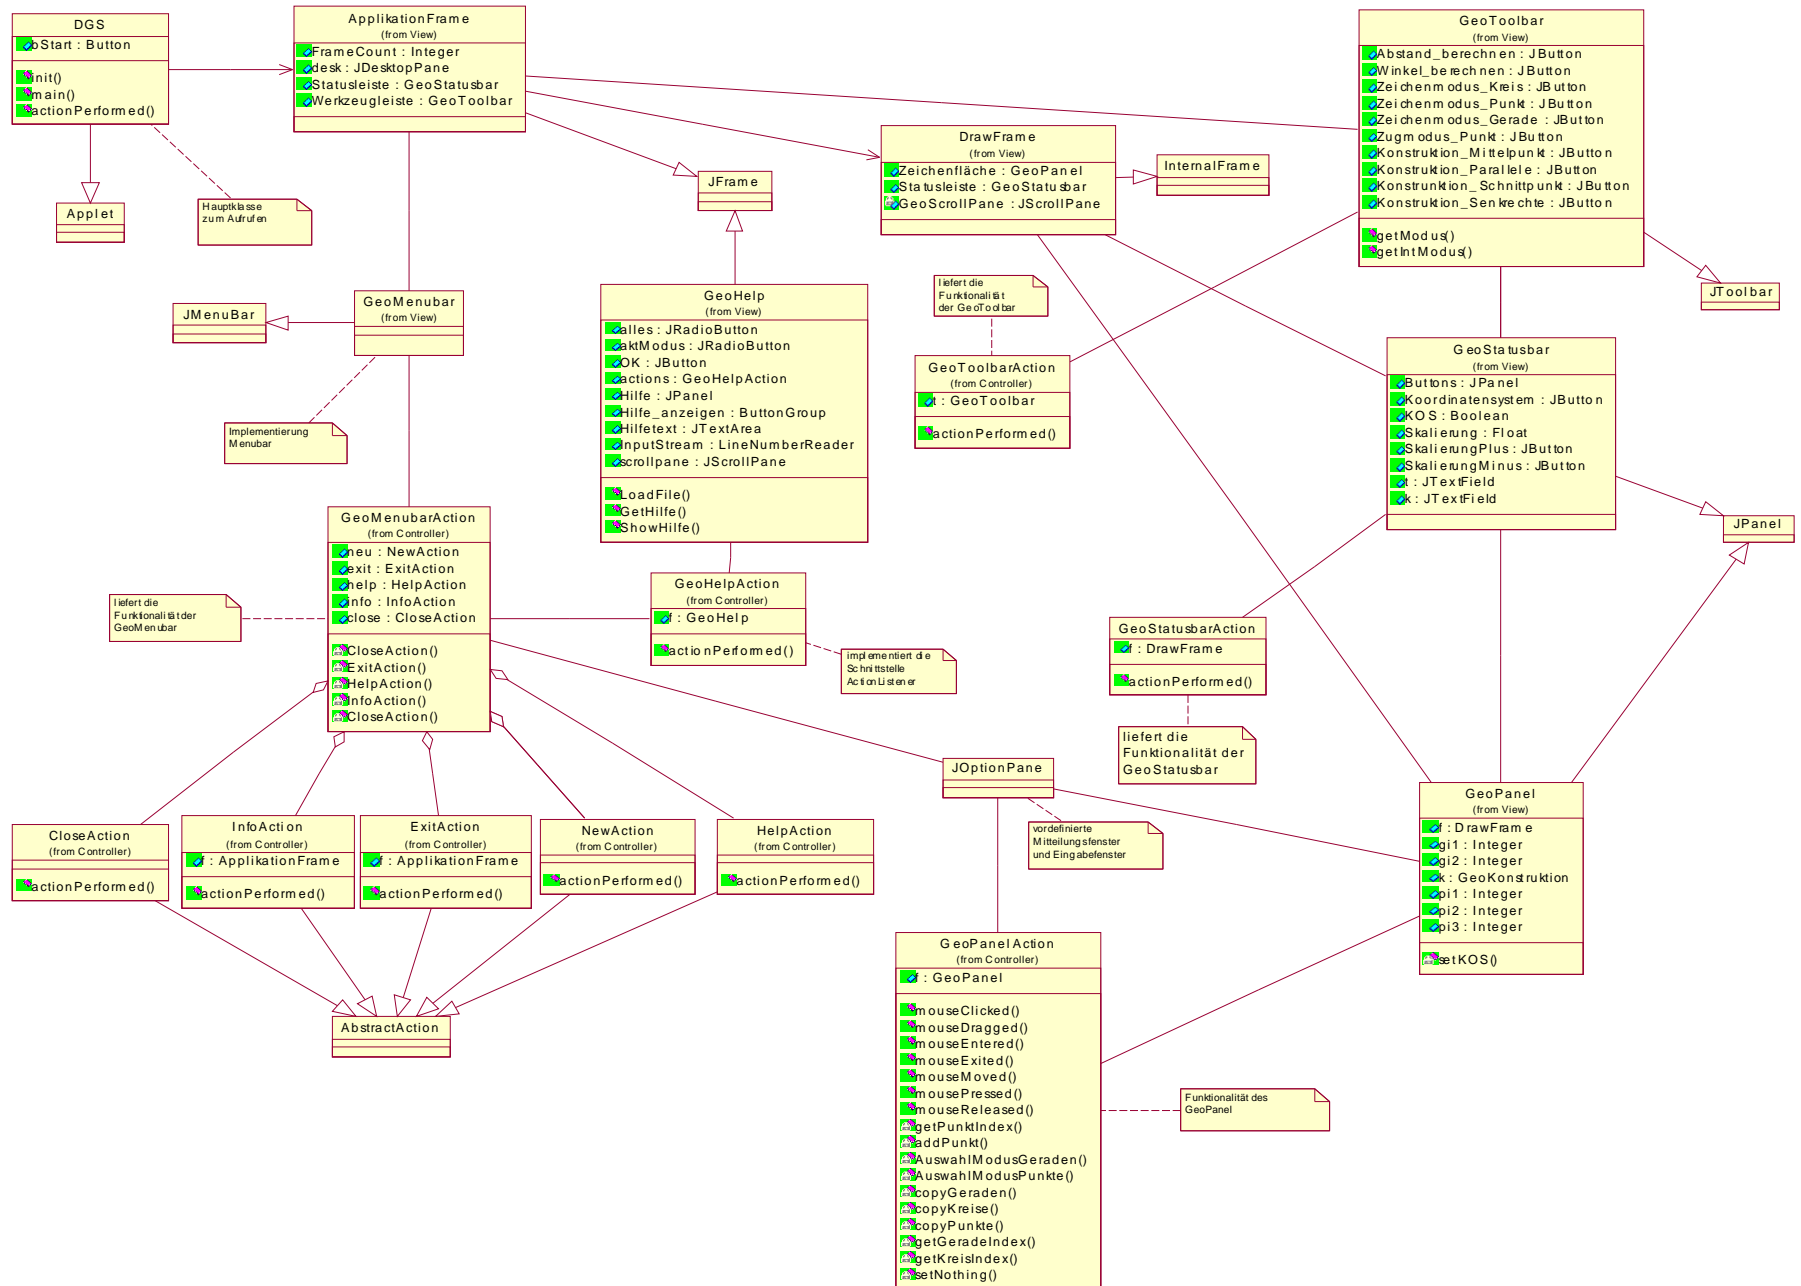 DGS
bStart : Button
init()
main()
actionPerformed()
ApplikationFrame
(from View)
FrameCount : Integer
desk : JDesktopPane
Statusleiste : GeoStatusbar
Werkzeugleiste : GeoToolbar
GeoToolbar
(from View)
Abstand_berechnen : JButton
Winkel_berechnen : JButton
Zeichenmodus_Kreis : JButton
Zeichenmodus_Punkt : JButton
Zeichenmodus_Gerade : JButton
Zugmodus_Punkt : JButton
Konstruktion_Mittelpunkt : JButton
Konstruktion_Parallele : JButton
Konstrunktion_Schnittpunkt : JButton
Konstruktion_Senkrechte : JButton
getModus()
getIntModus()
DrawFrame
(from View)
Zeichenfläche : GeoPanel
Statusleiste : GeoStatusbar
GeoScrollPane : JScrollPane
InternalFrame
JFrame
Applet
Hauptklasse
zum Aufrufen
JToolbar
JMenuBar
GeoMenubar
(from View)
GeoHelp
(from View)
alles : JRadioButton
aktModus : JRadioButton
OK : JButton
actions : GeoHelpAction
Hilfe : JPanel
Hilfe_anzeigen : ButtonGroup
Hilfetext : JTextArea
InputStream : LineNumberReader
scrollpane : JScrollPane
LoadFile()
GetHilfe()
ShowHilfe()
liefert die
Funktionalität
der GeoToolbar
GeoToolbarAction
(from Controller)
t : GeoToolbar
actionPerformed()
GeoStatusbar
(from View)
Buttons : JPanel
Koordinatensystem : JButton
KOS : Boolean
Skalierung : Float
SkalierungPlus : JButton
SkalierungMinus : JButton
t : JTextField
k : JTextField
Implementierung
Menubar
JPanel
GeoMenubarAction
(from Controller)
neu : NewAction
exit : ExitAction
help : HelpAction
info : InfoAction
close : CloseAction
CloseAction()
ExitAction()
HelpAction()
InfoAction()
CloseAction()
liefert die
Funktionalität der
GeoMenubar
GeoHelpAction
(from Controller)
f : GeoHelp
actionPerformed()
implementiert die
Schnittstelle
ActionListener
GeoStatusbarAction
f : DrawFrame
actionPerformed()
liefert die
Funktionalität der
GeoStatusbar
JOptionPane
vordefinierte
Mitteilungsfenster
und Eingabefenster
GeoPanel
(from View)
f : DrawFrame
gi1 : Integer
gi2 : Integer
k : GeoKonstruktion
pi1 : Integer
pi2 : Integer
pi3 : Integer
setKOS()
CloseAction
(from Controller)
actionPerformed()
InfoAction
(from Controller)
f : ApplikationFrame
actionPerformed()
ExitAction
(from Controller)
f : ApplikationFrame
actionPerformed()
NewAction
(from Controller)
actionPerformed()
HelpAction
(from Controller)
actionPerformed()
AbstractAction
GeoPanelAction
(from Controller)
f : GeoPanel
mouseClicked()
mouseDragged()
mouseEntered()
mouseExited()
mouseMoved()
mousePressed()
mouseReleased()
getPunktIndex()
addPunkt()
AuswahlModusGeraden()
AuswahlModusPunkte()
copyGeraden()
copyKreise()
copyPunkte()
getGeradeIndex()
getKreisIndex()
setNothing()
Funktionalität des
GeoPanel